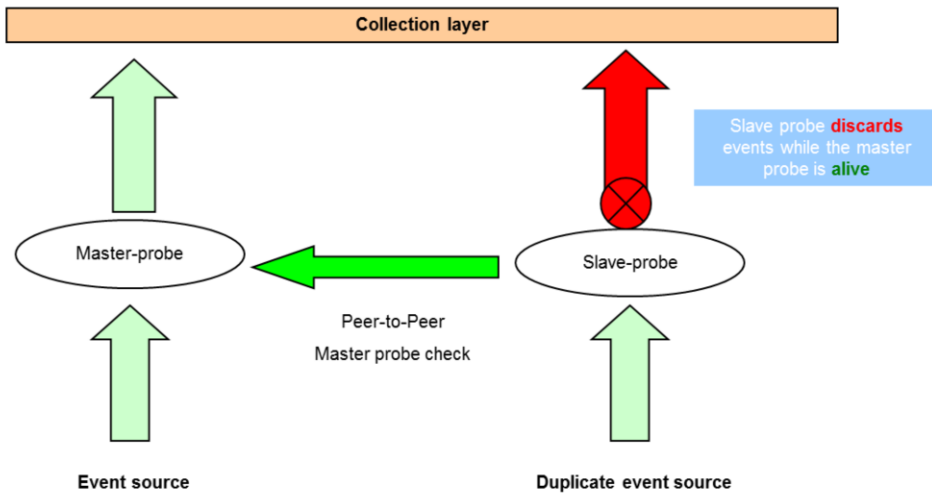 Collection layer
Slave probe discards
events while the master
probe is alive
Master-probe
Slave-probe
Peer-to-Peer
Master probe check
Event source
Duplicate event source